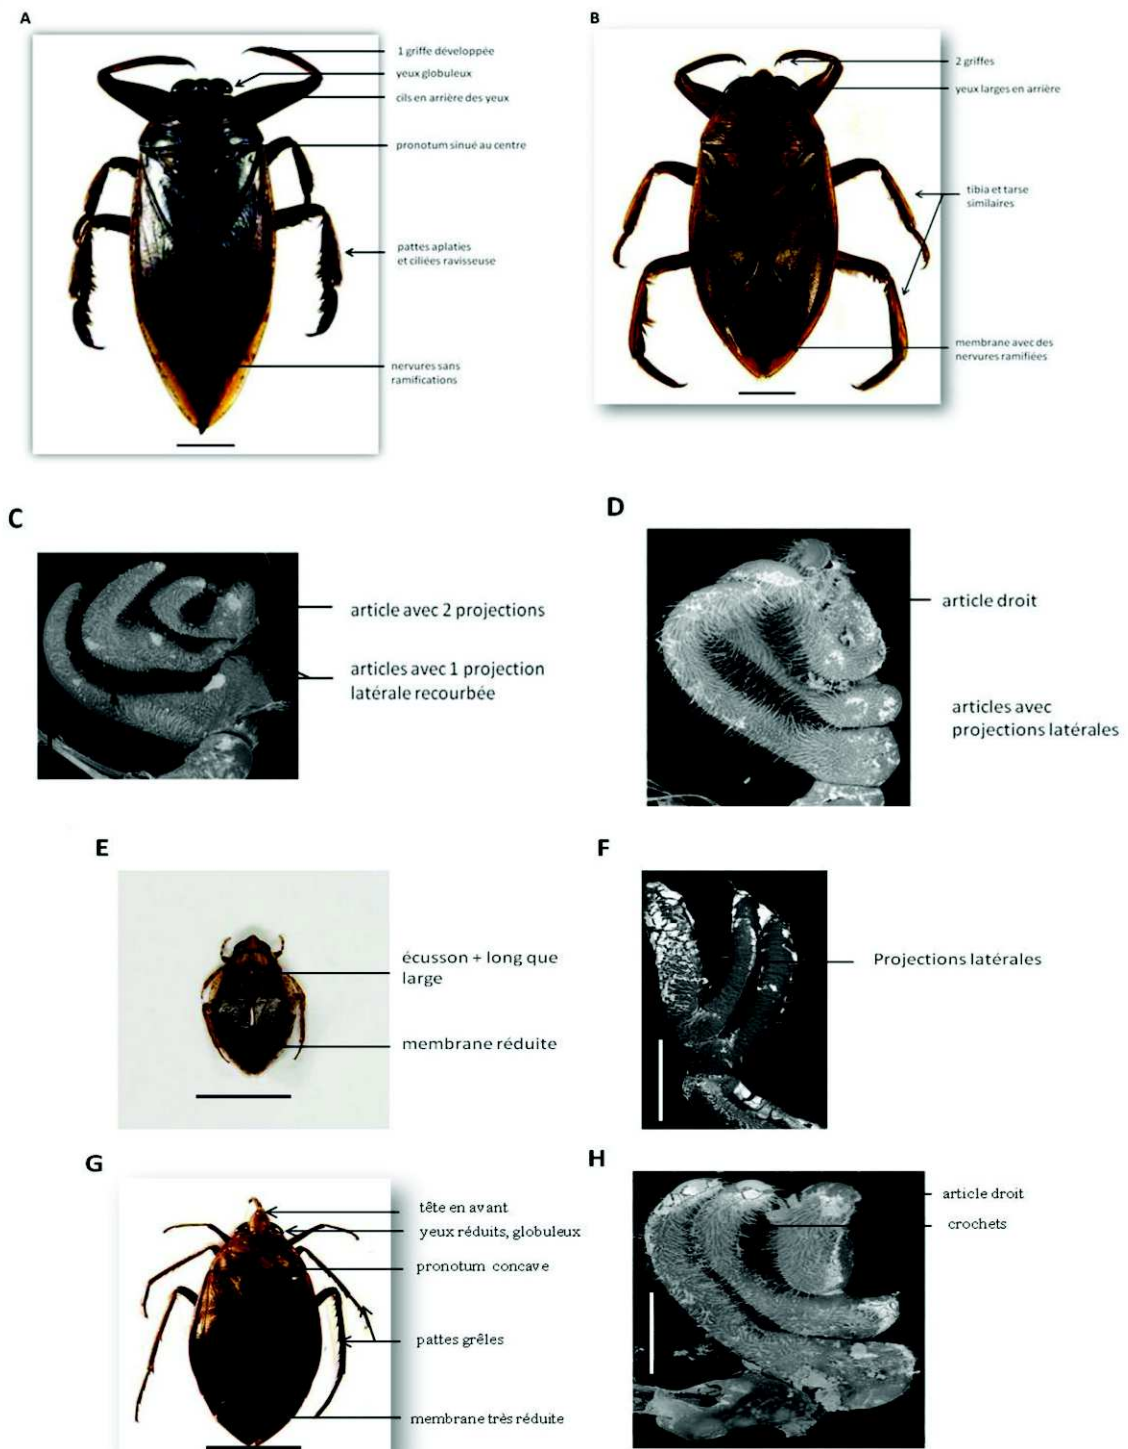 A
1 griffe développée
yeux globuleux
cils en arrière des yeux
pronotum sinué au centre
pattes aplaties
et ciliées ravisseuse
nervures sans
ramifications
B
2 griffes
yeux larges en arrière
tibia et tarse
similaires
membrane avec des
nervures ramifiées
C
article avec 2 projections
articles avec 1 projection
latérale recourbée
D
article droit
articles avec
projections latérales
E
écusson + long que
large
membrane réduite
F
Projections latérales
G
tête en avant
yeux réduits, globuleux
pronotum concave
pattes grêles
membrane très réduite
H
article droit
crochets